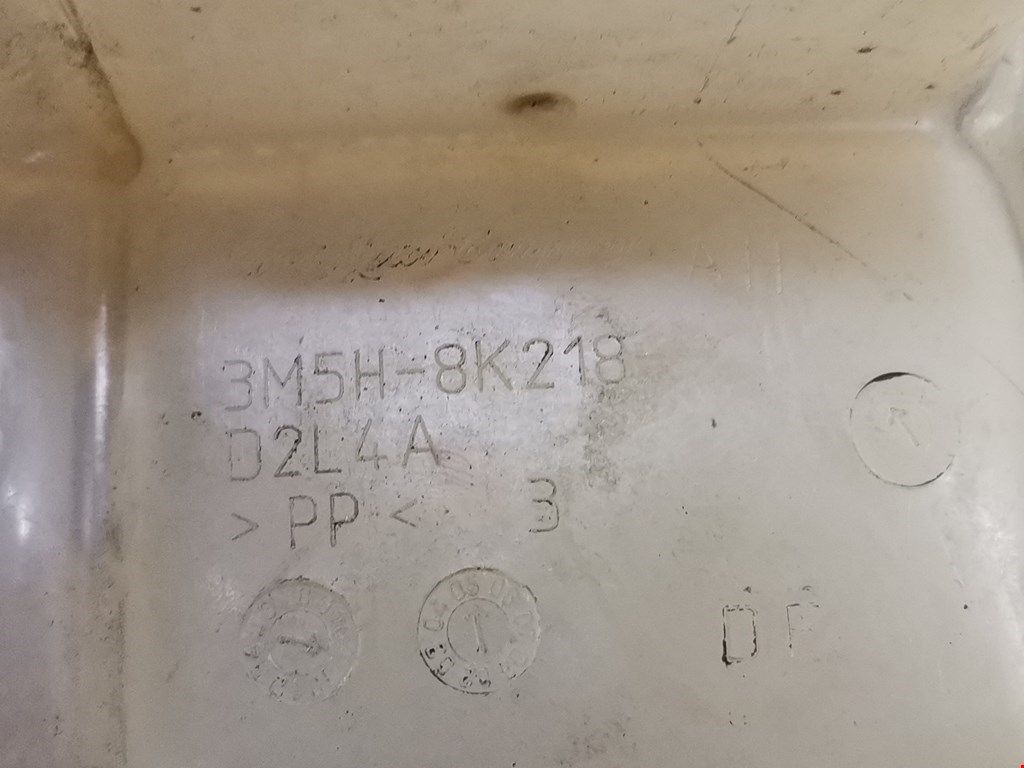 3M5H-8K218
D2L4A
>PP< 3
DF